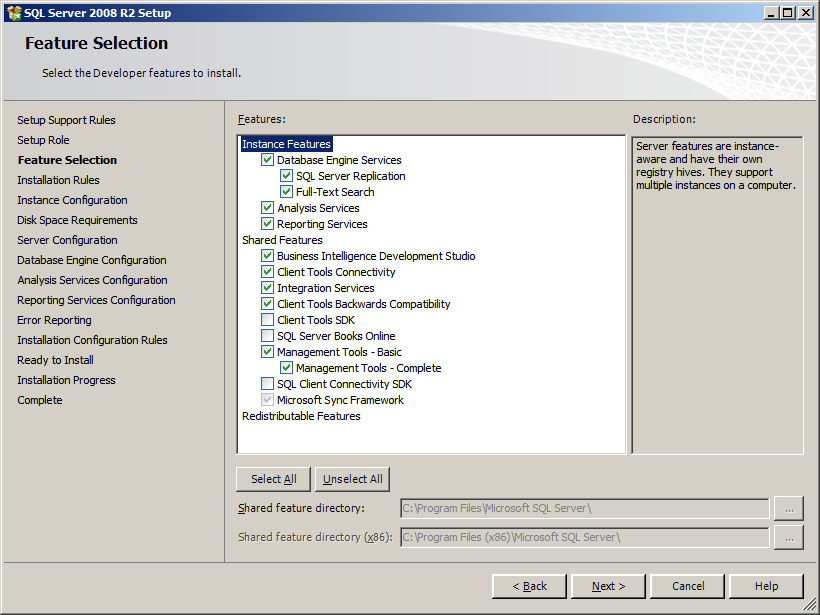 SQL Server 2008 R2 Setup
Feature Selection
Select the Developer features to install.
Setup Support Rules
Setup Role
Feature Selection
Installation Rules
Instance Configuration
Disk Space Requirements
Server Configuration
Database Engine Configuration
Analysis Services Configuration
Reporting Services Configuration
Error Reporting
Installation Configuration Rules
Ready to Install
Installation Progress
Complete
Features:
Instance Features
Database Engine Services
SQL Server Replication
Full-Text Search
Analysis Services
Reporting Services
Shared Features
Business Intelligence Development Studio
Client Tools Connectivity
Integration Services
Client Tools Backwards Compatibility
Client Tools SDK
SQL Server Books Online
Management Tools - Basic
Management Tools - Complete
SQL Client Connectivity SDK
Microsoft Sync Framework
Redistributable Features
Description:
Server features are instance-
aware and have their own
registry hives. They support
multiple instances on a computer.
Select All
Unselect All
Shared feature directory:
C:\Program Files\Microsoft SQL Server\
...
Shared feature directory (x86):
C:\Program Files (x86)\Microsoft SQL Server\
...
< Back
Next >
Cancel
Help